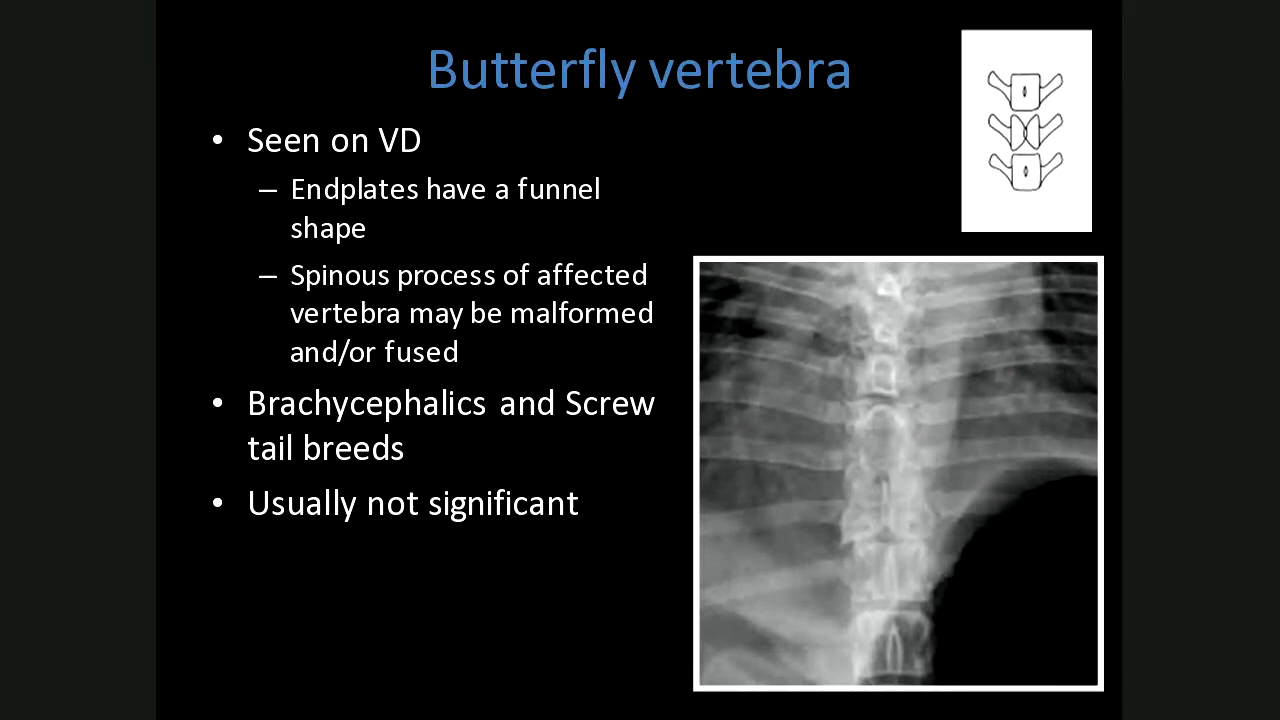 Butterfly vertebra
• Seen on VD
– Endplates have a funnel
shape
– Spinous process of affected
vertebra may be malformed
and/or fused
• Brachycephalics and Screw
tail breeds
• Usually not significant